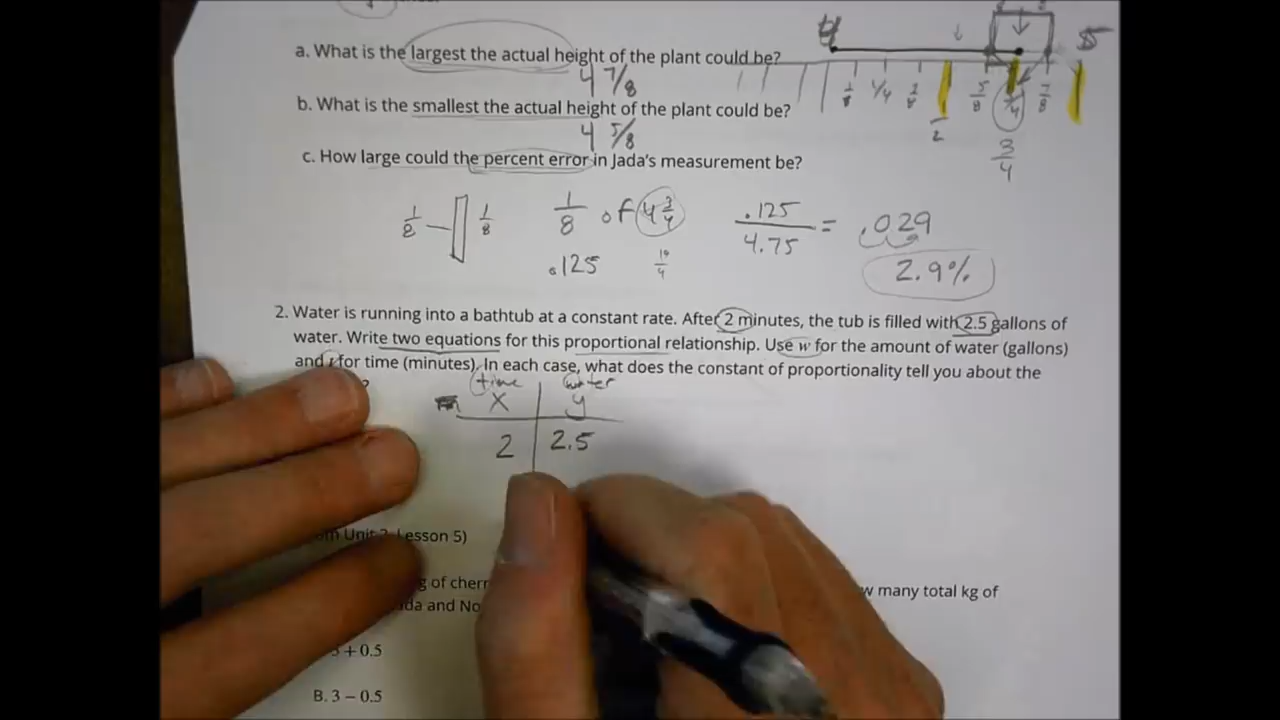 a. What is the largest the actual height of the plant could be?
4 7/8
b. What is the smallest the actual height of the plant could be?
4 5/8
c. How large could the percent error in Jada's measurement be?
4 5
1/8 1/4 3/8 1/2 5/8 3/4 7/8
3/4
1/8 1/8 1/8 of 4 3/4 .125/4.75 = .029
.125 19/4 2.9%
2. Water is running into a bathtub at a constant rate. After 2 minutes, the tub is filled with 2.5 gallons of
water. Write two equations for this proportional relationship. Use w for the amount of water (gallons)
and t for time (minutes). In each case, what does the constant of proportionality tell you about the
?
time water
x y
2 2.5
Lesson 5)
g of
w many total kg of
and
+ 0.5
B. 3 − 0.5